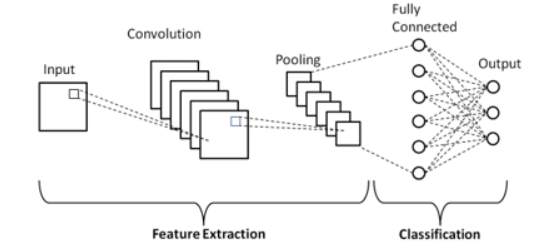 Input
Convolution
Pooling
Fully
Connected
Output
Feature Extraction
Classification